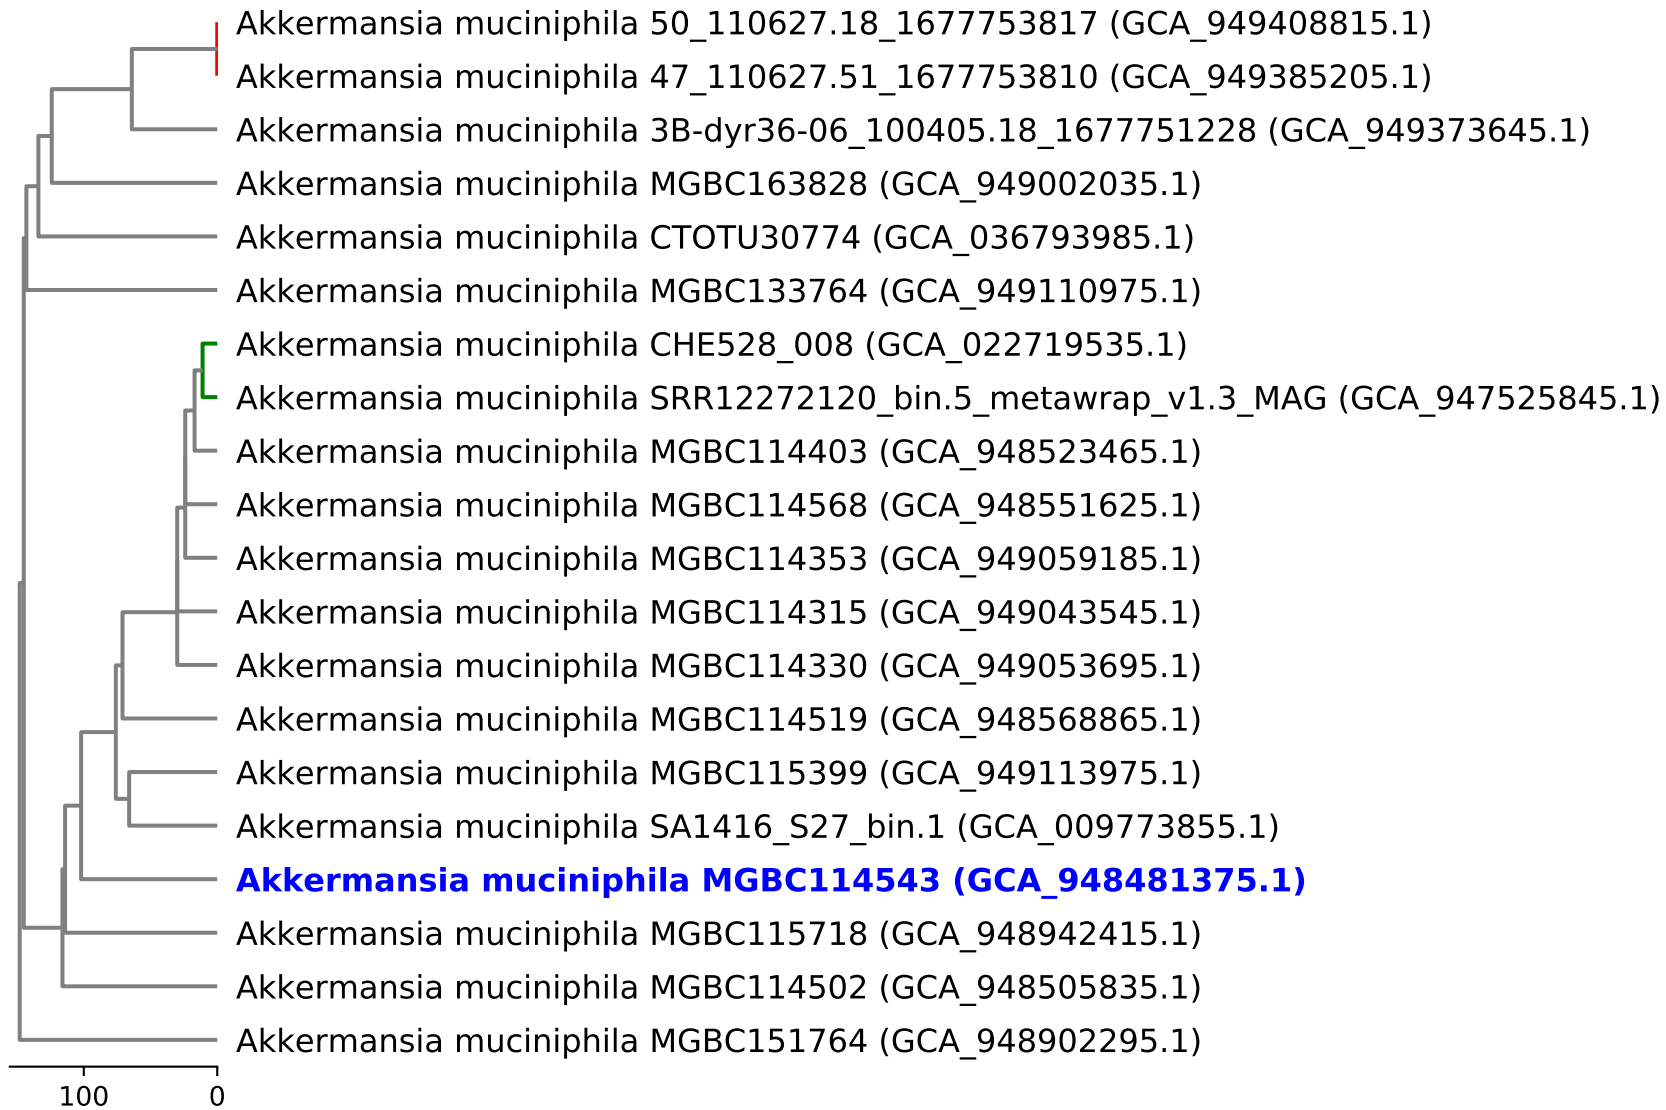 Akkermansia muciniphila 50_110627.18_1677753817 (GCA_949408815.1)
Akkermansia muciniphila 47_110627.51_1677753810 (GCA_949385205.1)
Akkermansia muciniphila 3B-dyr36-06_100405.18_1677751228 (GCA_949373645.1)
Akkermansia muciniphila MGBC163828 (GCA_949002035.1)
Akkermansia muciniphila CTOTU30774 (GCA_036793985.1)
Akkermansia muciniphila MGBC133764 (GCA_949110975.1)
Akkermansia muciniphila CHE528_008 (GCA_022719535.1)
Akkermansia muciniphila SRR12272120_bin.5_metawrap_v1.3_MAG (GCA_947525845.1)
Akkermansia muciniphila MGBC114403 (GCA_948523465.1)
Akkermansia muciniphila MGBC114568 (GCA_948551625.1)
Akkermansia muciniphila MGBC114353 (GCA_949059185.1)
Akkermansia muciniphila MGBC114315 (GCA_949043545.1)
Akkermansia muciniphila MGBC114330 (GCA_949053695.1)
Akkermansia muciniphila MGBC114519 (GCA_948568865.1)
Akkermansia muciniphila MGBC115399 (GCA_949113975.1)
Akkermansia muciniphila SA1416_S27_bin.1 (GCA_009773855.1)
Akkermansia muciniphila MGBC114543 (GCA_948481375.1)
Akkermansia muciniphila MGBC115718 (GCA_948942415.1)
Akkermansia muciniphila MGBC114502 (GCA_948505835.1)
Akkermansia muciniphila MGBC151764 (GCA_948902295.1)
100 0